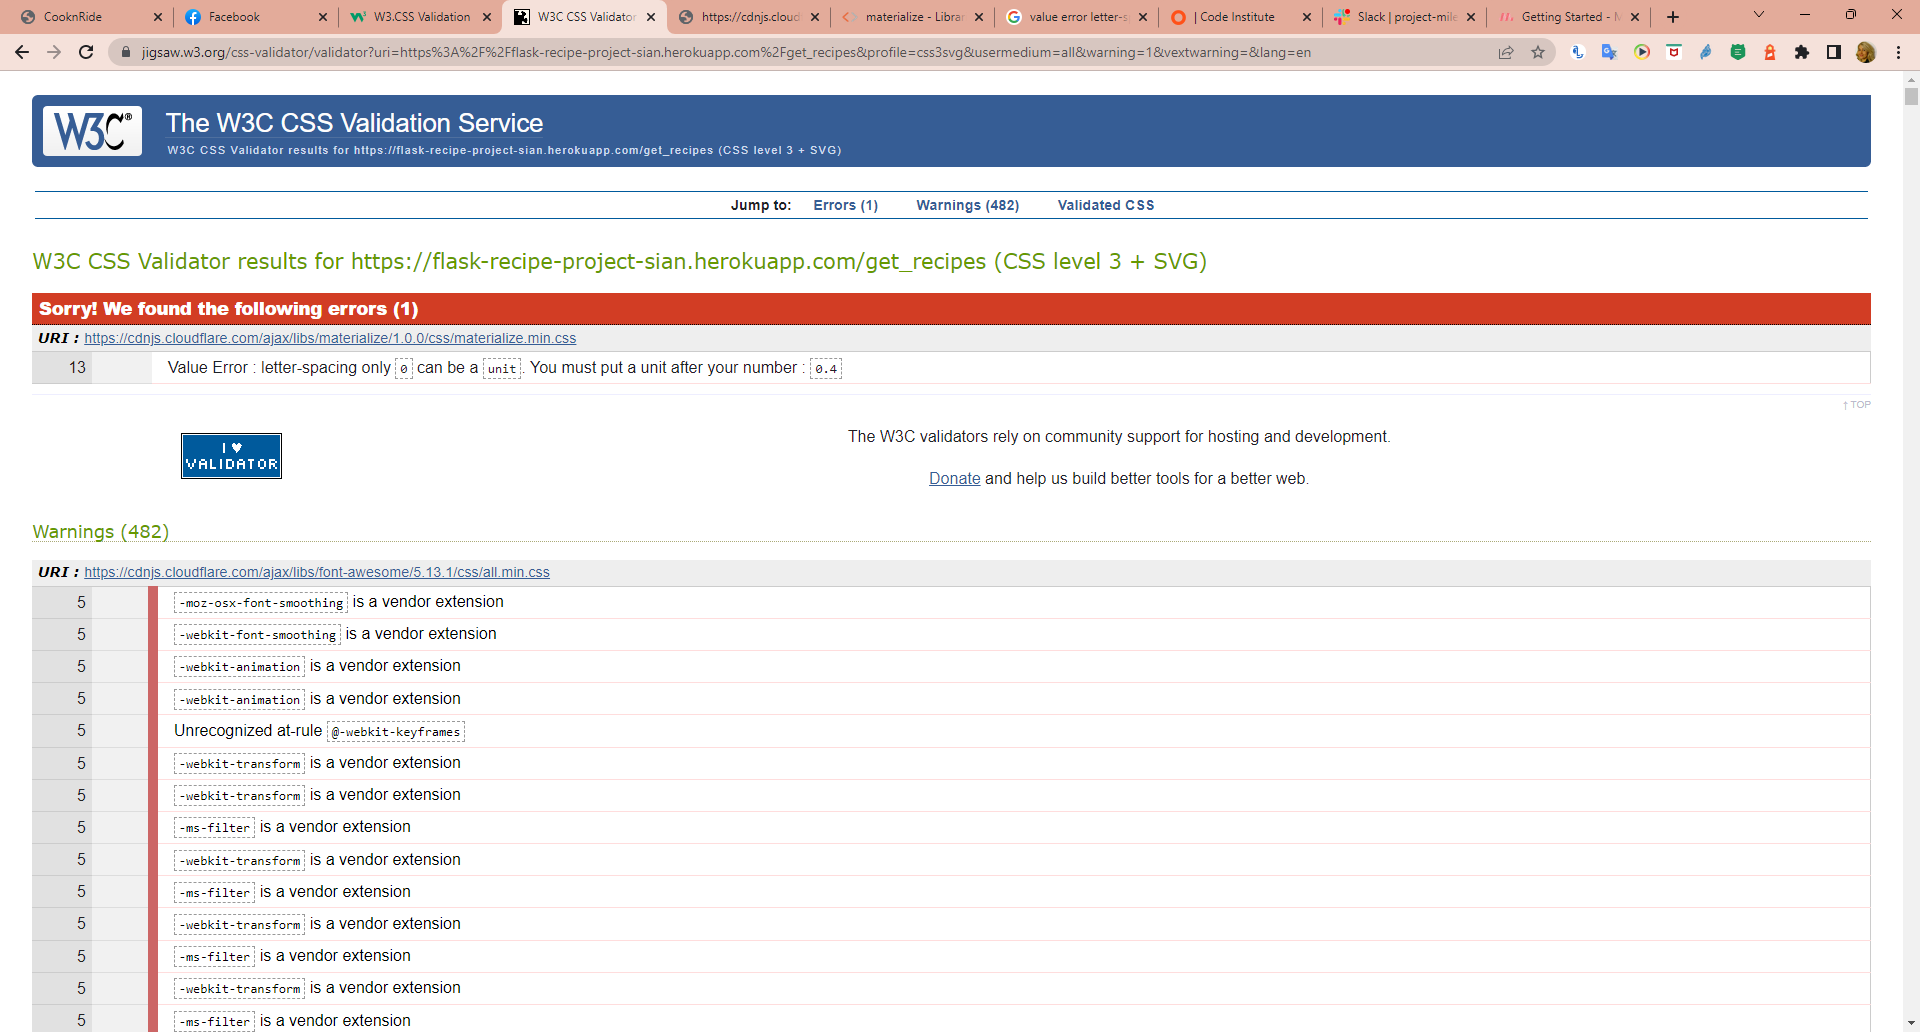 CooknRide
Facebook
W3.CSS Validation
W3C CSS Validator
https://cdnjs.cloud
materialize - Librar
value error letter-s
| Code Institute
Slack | project-mile
Getting Started - M
jigsaw.w3.org/css-validator/validator?uri=https%3A%2F%2Fflask-recipe-project-sian.herokuapp.com%2Fget_recipes&profile=css3svg&usermedium=all&warning=1&vextwarning=&lang=en
W3C®
The W3C CSS Validation Service
W3C CSS Validator results for https://flask-recipe-project-sian.herokuapp.com/get_recipes (CSS level 3 + SVG)
Jump to: Errors (1) Warnings (482) Validated CSS
W3C CSS Validator results for https://flask-recipe-project-sian.herokuapp.com/get_recipes (CSS level 3 + SVG)
Sorry! We found the following errors (1)
URI : https://cdnjs.cloudflare.com/ajax/libs/materialize/1.0.0/css/materialize.min.css
13 Value Error : letter-spacing only 0 can be a unit. You must put a unit after your number : 0.4
↑ TOP
I ♥
VALIDATOR
The W3C validators rely on community support for hosting and development.
Donate and help us build better tools for a better web.
Warnings (482)
URI : https://cdnjs.cloudflare.com/ajax/libs/font-awesome/5.13.1/css/all.min.css
5 -moz-osx-font-smoothing is a vendor extension
5 -webkit-font-smoothing is a vendor extension
5 -webkit-animation is a vendor extension
5 -webkit-animation is a vendor extension
5 Unrecognized at-rule @-webkit-keyframes
5 -webkit-transform is a vendor extension
5 -webkit-transform is a vendor extension
5 -ms-filter is a vendor extension
5 -webkit-transform is a vendor extension
5 -ms-filter is a vendor extension
5 -webkit-transform is a vendor extension
5 -ms-filter is a vendor extension
5 -webkit-transform is a vendor extension
5 -ms-filter is a vendor extension